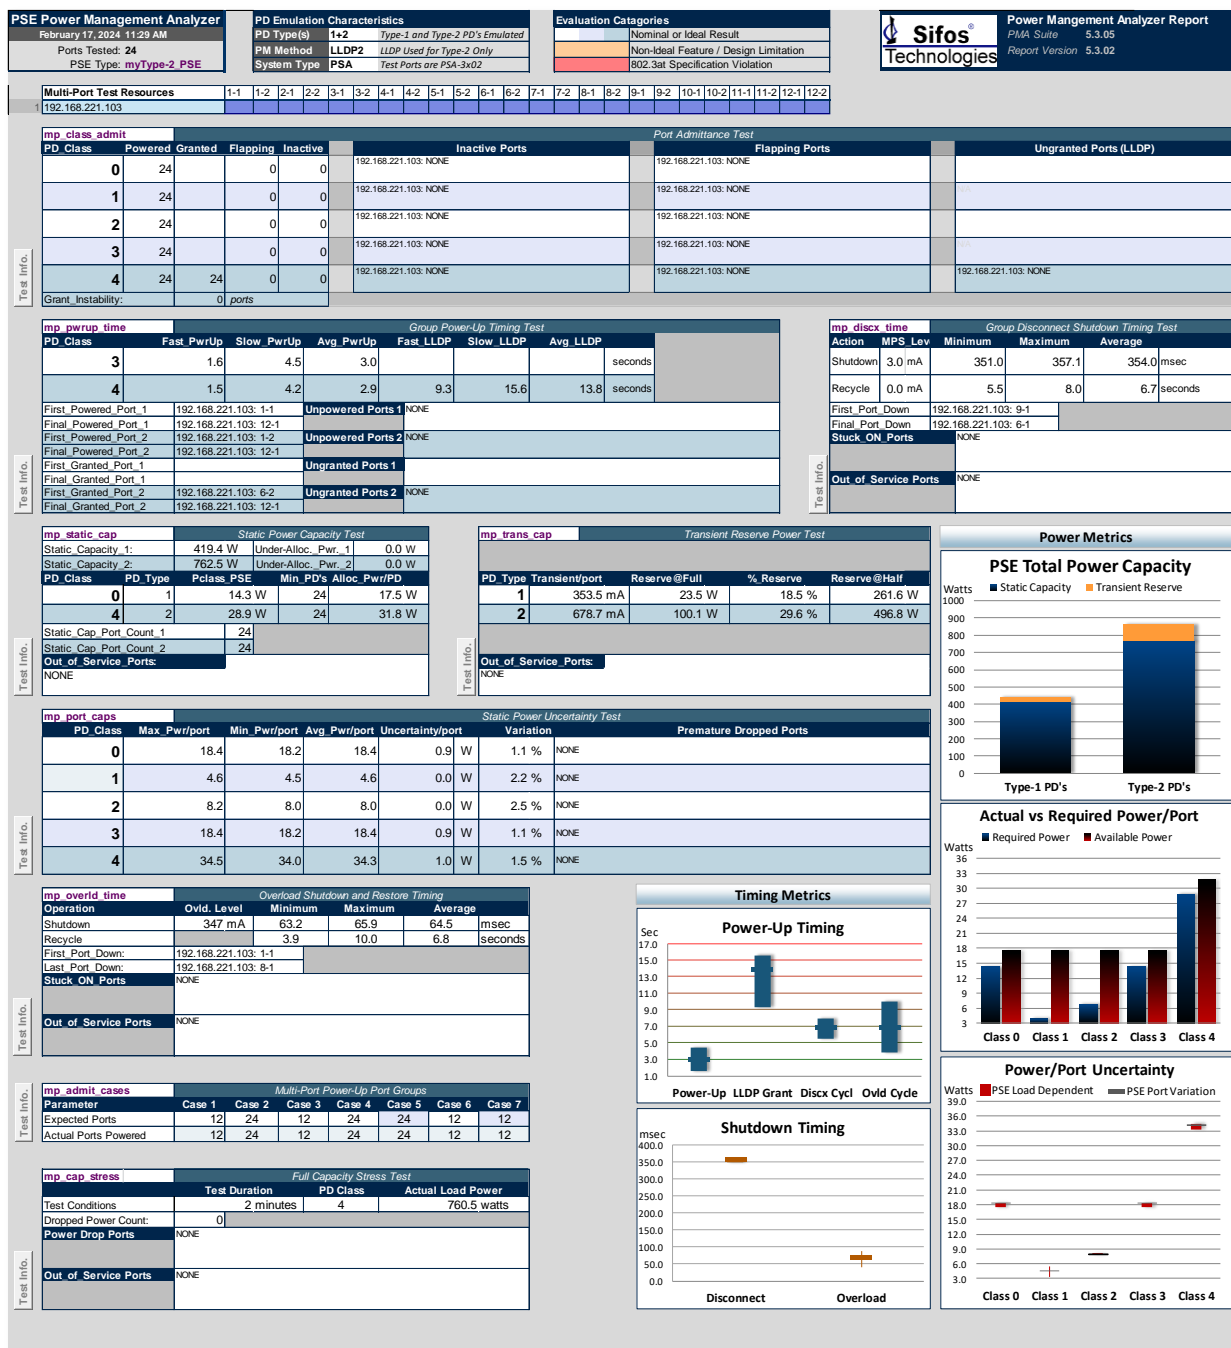 PSE Power Management Analyzer
February 17, 2024 11:29 AM
Ports Tested: 24
PSE Type: myType-2_PSE
PD Emulation Characteristics
PD Type(s) 1+2 Type-1 and Type-2 PD's Emulated
PM Method LLDP2 LLDP Used for Type-2 Only
System Type PSA Test Ports are PSA-3x02
Evaluation Catagories
Nominal or Ideal Result
Non-Ideal Feature / Design Limitation
802.3at Specification Violation
Sifos Technologies
Power Mangement Analyzer Report
PMA Suite 5.3.05
Report Version 5.3.02
Multi-Port Test Resources 1-1 1-2 2-1 2-2 3-1 3-2 4-1 4-2 5-1 5-2 6-1 6-2 7-1 7-2 8-1 8-2 9-1 9-2 10-1 10-2 11-1 11-2 12-1 12-2
1 192.168.221.103
mp_class_admit Port Admittance Test
PD_Class Powered Granted Flapping Inactive Inactive Ports Flapping Ports Ungranted Ports (LLDP)
0 24 0 0 192.168.221.103: NONE 192.168.221.103: NONE
1 24 0 0 192.168.221.103: NONE 192.168.221.103: NONE N/A
2 24 0 0 192.168.221.103: NONE 192.168.221.103: NONE
3 24 0 0 192.168.221.103: NONE 192.168.221.103: NONE N/A
4 24 24 0 0 192.168.221.103: NONE 192.168.221.103: NONE 192.168.221.103: NONE
Grant_Instability: 0 ports
Test Info.
mp_pwrup_time Group Power-Up Timing Test
PD_Class Fast_PwrUp Slow_PwrUp Avg_PwrUp Fast_LLDP Slow_LLDP Avg_LLDP
3 1.6 4.5 3.0 seconds
4 1.5 4.2 2.9 9.3 15.6 13.8 seconds
First_Powered_Port_1 192.168.221.103: 1-1 Unpowered Ports 1 NONE
Final_Powered_Port_1 192.168.221.103: 12-1
First_Powered_Port_2 192.168.221.103: 1-2 Unpowered Ports 2 NONE
Final_Powered_Port_2 192.168.221.103: 12-1
First_Granted_Port_1 Ungranted Ports 1
Final_Granted_Port_1
First_Granted_Port_2 192.168.221.103: 6-2 Ungranted Ports 2 NONE
Final_Granted_Port_2 192.168.221.103: 12-1
Test Info.
mp_discx_time Group Disconnect Shutdown Timing Test
Action MPS_Lev Minimum Maximum Average
Shutdown 3.0 mA 351.0 357.1 354.0 msec
Recycle 0.0 mA 5.5 8.0 6.7 seconds
First_Port_Down 192.168.221.103: 9-1
Final_Port_Down 192.168.221.103: 6-1
Stuck_ON_Ports NONE
Out_of_Service Ports NONE
Test Info.
mp_static_cap Static Power Capacity Test
Static_Capacity_1: 419.4 W Under-Alloc._Pwr._1 0.0 W
Static_Capacity_2: 762.5 W Under-Alloc._Pwr._2 0.0 W
PD_Class PD_Type Pclass_PSE Min_PD's Alloc_Pwr/PD
0 1 14.3 W 24 17.5 W
4 2 28.9 W 24 31.8 W
Static_Cap_Port_Count_1 24
Static_Cap_Port_Count_2 24
Out_of_Service_Ports:
NONE
Test Info.
mp_trans_cap Transient Reserve Power Test
PD_Type Transient/port Reserve@Full %_Reserve Reserve@Half
1 353.5 mA 23.5 W 18.5 % 261.6 W
2 678.7 mA 100.1 W 29.6 % 496.8 W
Out_of_Service_Ports:
NONE
Test Info.
Power Metrics
PSE Total Power Capacity
Watts Static Capacity Transient Reserve
1000
900
800
700
600
500
400
300
200
100
0
Type-1 PD's Type-2 PD's
mp_port_caps Static Power Uncertainty Test
PD_Class Max_Pwr/port Min_Pwr/port Avg_Pwr/port Uncertainty/port Variation Premature Dropped Ports
0 18.4 18.2 18.4 0.9 W 1.1 % NONE
1 4.6 4.5 4.6 0.0 W 2.2 % NONE
2 8.2 8.0 8.0 0.0 W 2.5 % NONE
3 18.4 18.2 18.4 0.9 W 1.1 % NONE
4 34.5 34.0 34.3 1.0 W 1.5 % NONE
Test Info.
Actual vs Required Power/Port
Required Power Available Power
Watts
36
33
30
27
24
21
18
15
12
9
6
3
Class 0 Class 1 Class 2 Class 3 Class 4
mp_overld_time Overload Shutdown and Restore Timing
Operation Ovld. Level Minimum Maximum Average
Shutdown 347 mA 63.2 65.9 64.5 msec
Recycle 3.9 10.0 6.8 seconds
First_Port_Down: 192.168.221.103: 1-1
Last_Port_Down: 192.168.221.103: 8-1
Stuck_ON_Ports NONE
Out_of_Service Ports NONE
Test Info.
Timing Metrics
Power-Up Timing
Sec
17.0
15.0
13.0
11.0
9.0
7.0
5.0
3.0
1.0
Power-Up LLDP Grant Discx Cycl Ovld Cycle
mp_admit_cases Multi-Port Power-Up Port Groups
Parameter Case 1 Case 2 Case 3 Case 4 Case 5 Case 6 Case 7
Expected Ports 12 24 12 24 24 12 12
Actual Ports Powered 12 24 12 24 24 12 12
Test Info.
Shutdown Timing
msec
400.0
350.0
300.0
250.0
200.0
150.0
100.0
50.0
0.0
Disconnect Overload
mp_cap_stress Full Capacity Stress Test
Test Duration PD Class Actual Load Power
Test Conditions 2 minutes 4 760.5 watts
Dropped Power Count: 0
Power Drop Ports NONE
Out_of_Service Ports NONE
Test Info.
Power/Port Uncertainty
Watts PSE Load Dependent PSE Port Variation
39.0
36.0
33.0
30.0
27.0
24.0
21.0
18.0
15.0
12.0
9.0
6.0
3.0
Class 0 Class 1 Class 2 Class 3 Class 4